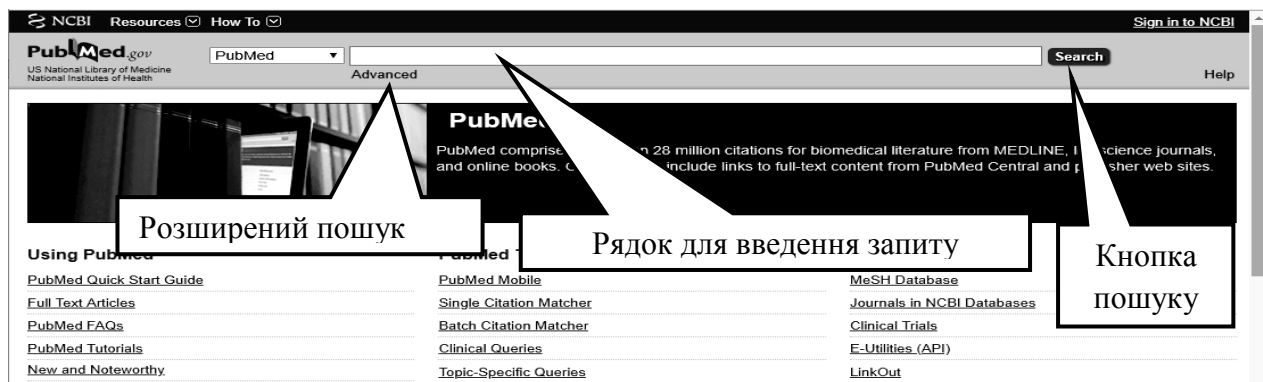 NCBI Resources How To Sign in to NCBI
PubMed.gov
US National Library of Medicine
National Institutes of Health
PubMed
Search
Advanced
Help
PubMed comprise 28 million citations for biomedical literature from MEDLINE, science journals,
and online books. include links to full-text content from PubMed Central and web sites.
Розширений пошук
Рядок для введення запиту
Кнопка
пошуку
Using PubMed
PubMed Quick Start Guide
Full Text Articles
PubMed FAQs
PubMed Tutorials
New and Noteworthy
PubMed Mobile
Single Citation Matcher
Batch Citation Matcher
Clinical Queries
Topic-Specific Queries
MeSH Database
Journals in NCBI Databases
Clinical Trials
E-Utilities (API)
LinkOut